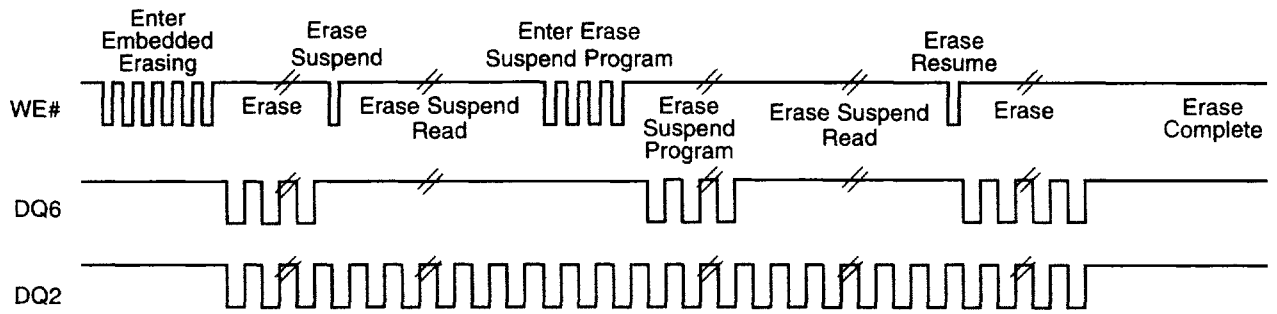 Enter
Embedded
Erasing
Erase
Suspend
Enter Erase
Suspend Program
Erase
Resume
WE#
Erase
Erase Suspend
Read
Erase
Suspend
Program
Erase Suspend
Read
Erase
Erase
Complete
DQ6
DQ2